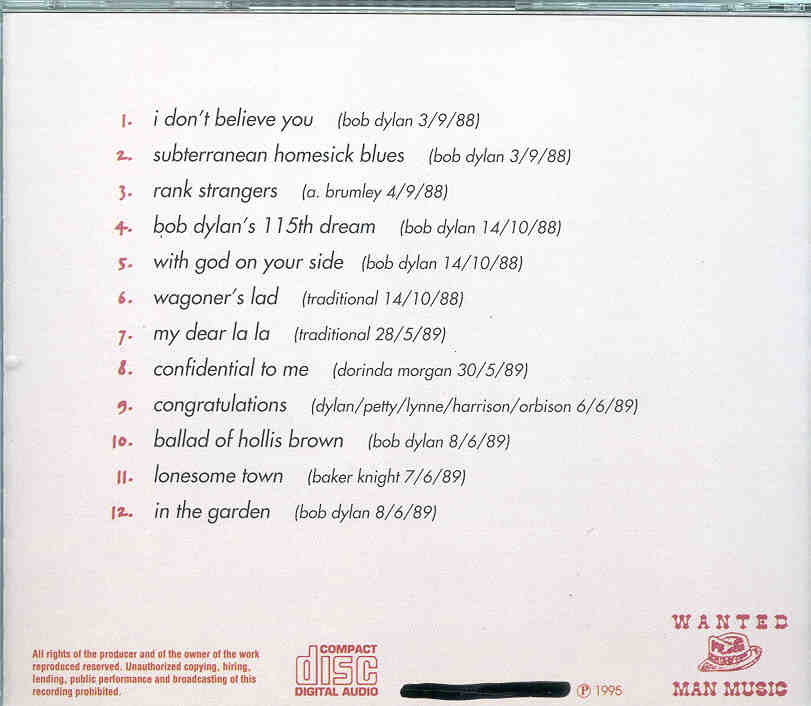 1. i don't believe you (bob dylan 3/9/88)
2. subterranean homesick blues (bob dylan 3/9/88)
3. rank strangers (a. brumley 4/9/88)
4. bob dylan's 115th dream (bob dylan 14/10/88)
5. with god on your side (bob dylan 14/10/88)
6. wagoner's lad (traditional 14/10/88)
7. my dear la la (traditional 28/5/89)
8. confidential to me (dorinda morgan 30/5/89)
9. congratulations (dylan/petty/lynne/harrison/orbison 6/6/89)
10. ballad of hollis brown (bob dylan 8/6/89)
11. lonesome town (baker knight 7/6/89)
12. in the garden (bob dylan 8/6/89)
All rights of the producer and of the owner of the work
reproduced reserved. Unauthorized copying, hiring,
lending, public performance and broadcasting of this
recording prohibited.
COMPACT
disc
DIGITAL AUDIO
℗ 1995
WANTED
MAN MUSIC